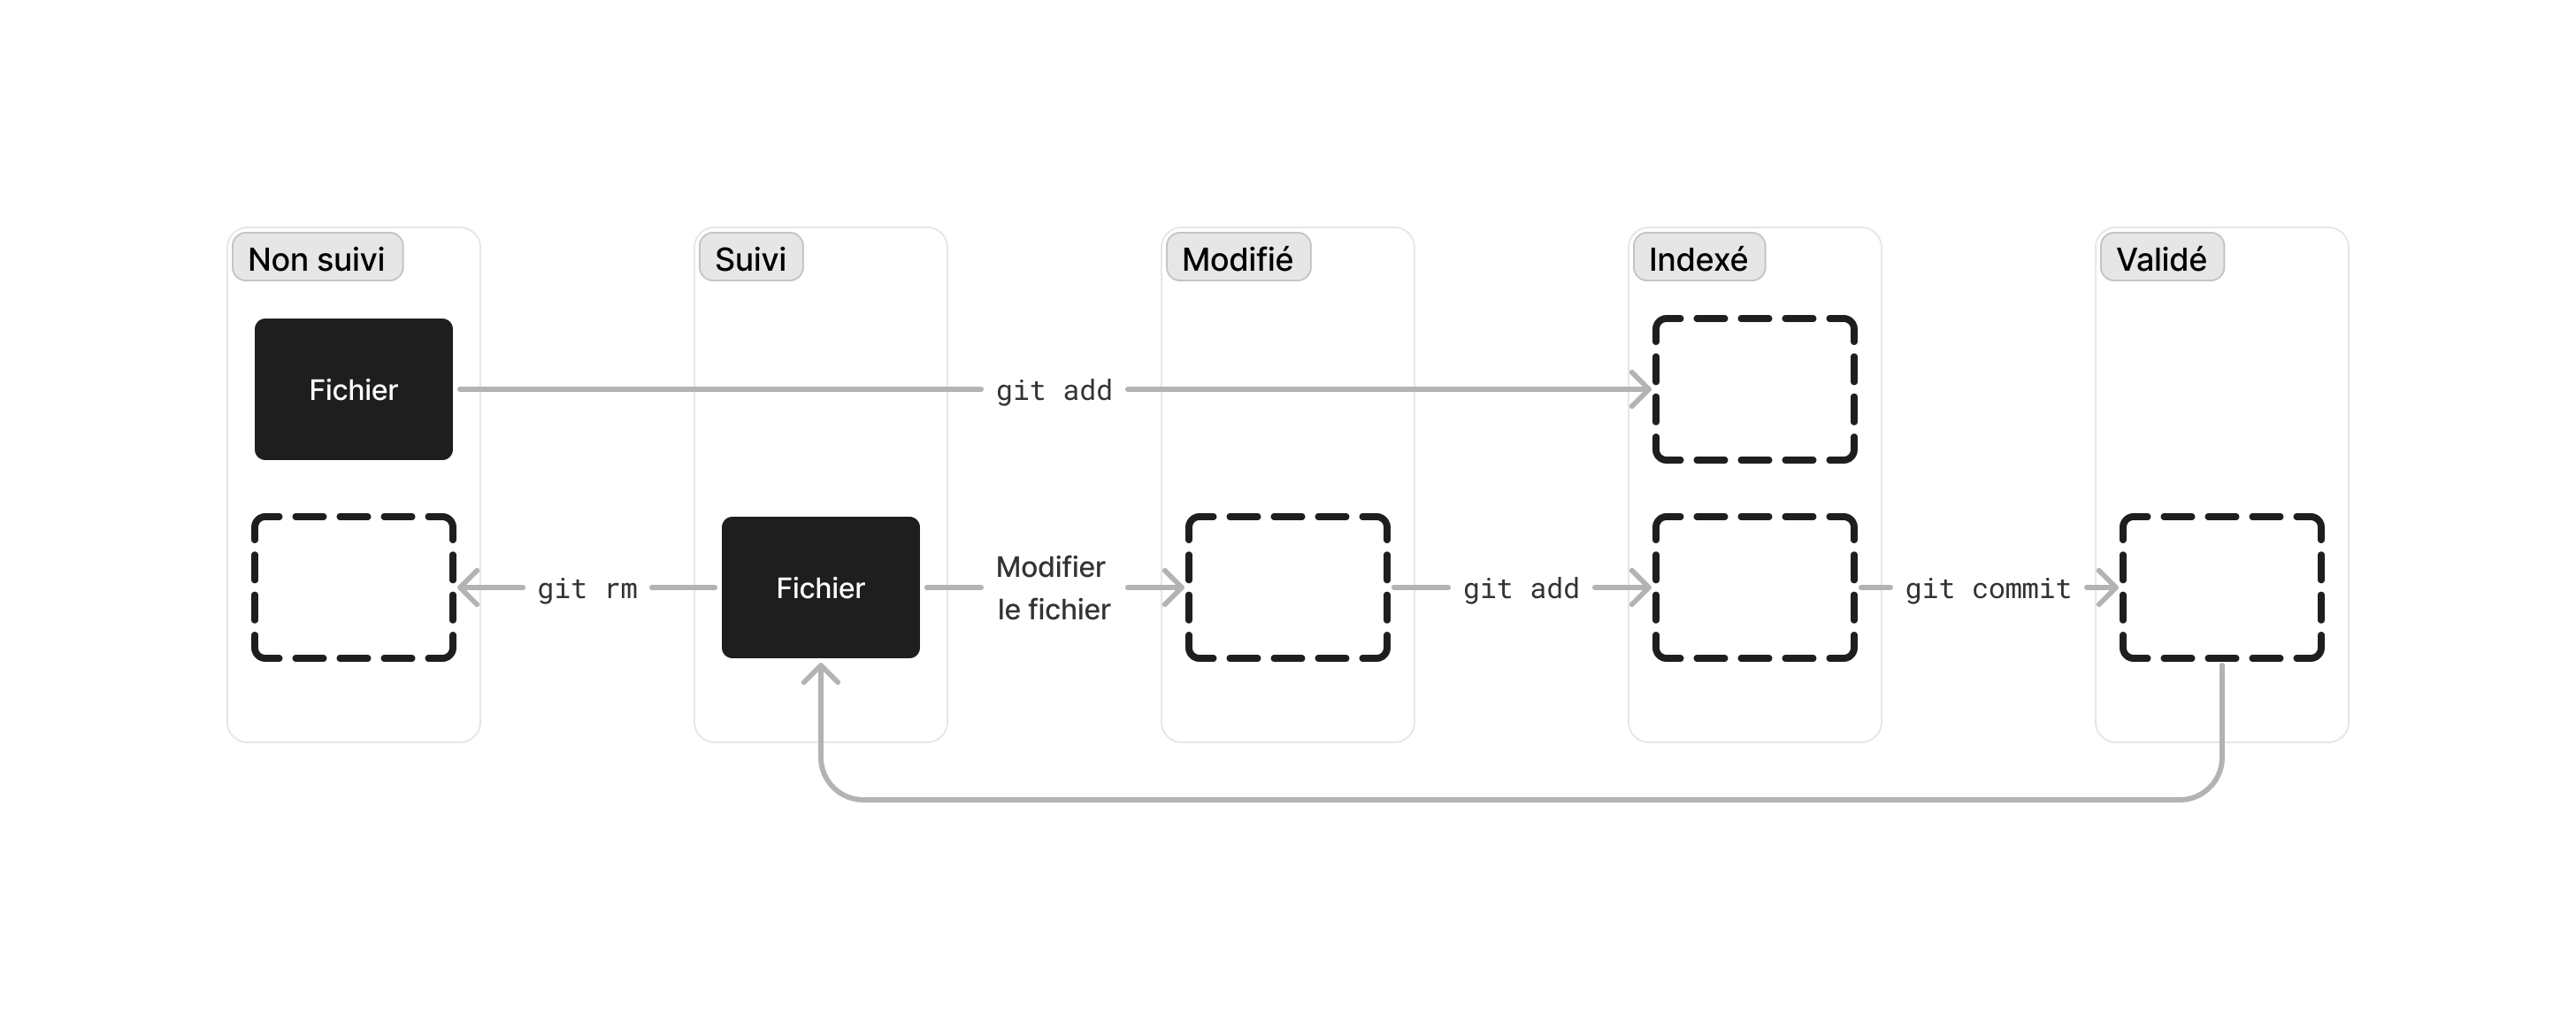 Non suivi
Suivi
Modifié
Indexé
Validé
Fichier
git add
git rm
Fichier
Modifier
le fichier
git add
git commit